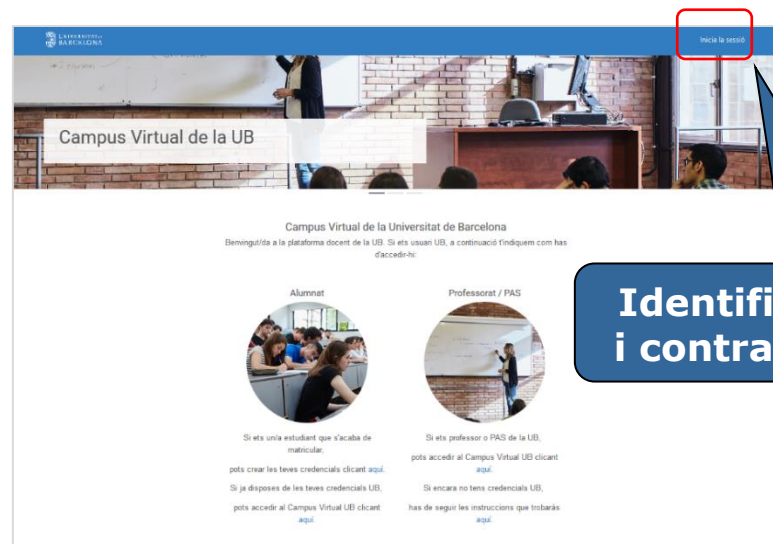 UNIVERSITAT DE
BARCELONA
Inicia la sessió
Campus Virtual de la UB
Campus Virtual de la Universitat de Barcelona
Benvingut/da a la plataforma docent de la UB. Si ets usuari UB, a continuació t'indiquem com has
d'accedir-hi:
Alumnat
Si ets un/a estudiant que s'acaba de
matricular,
pots crear les teves credencials clicant aquí.
Si ja disposes de les teves credencials UB,
pots accedir al Campus Virtual UB clicant
aquí.
Professorat / PAS
Si ets professor o PAS de la UB,
pots accedir al Campus Virtual UB clicant
aquí.
Si encara no tens credencials UB,
has de seguir les instruccions que trobaràs
aquí.
Identifi
i contra